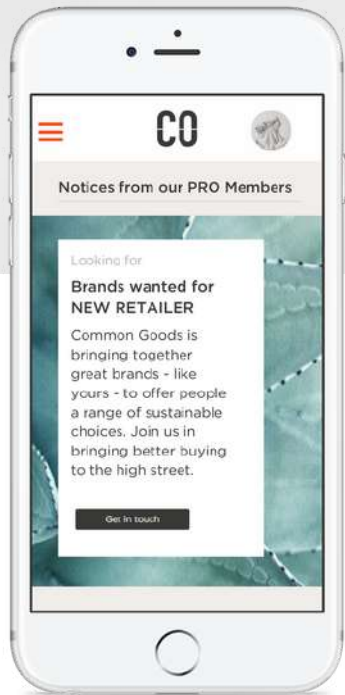 CO
Notices from our PRO Members
Looking for
Brands wanted for
NEW RETAILER
Common Goods is
bringing together
great brands - like
yours - to offer people
a range of sustainable
choices. Join us in
bringing better buying
to the high street.
Get in touch